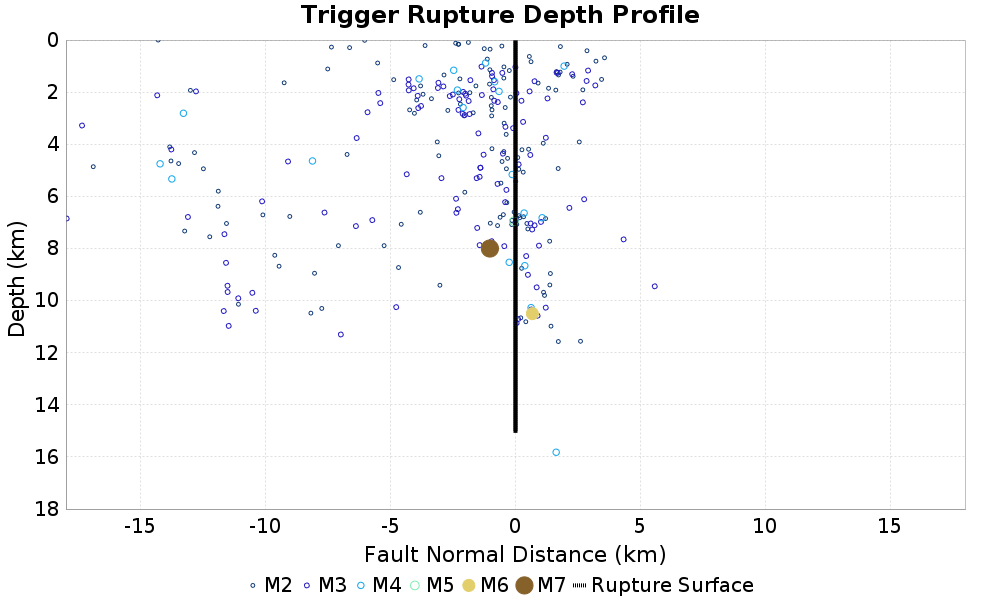 Trigger Rupture Depth Profile
0
2
4
6
8
10
12
14
16
18
Depth (km)
-15 -10 -5 0 5 10 15
Fault Normal Distance (km)
M2 M3 M4 M5 M6 M7 Rupture Surface